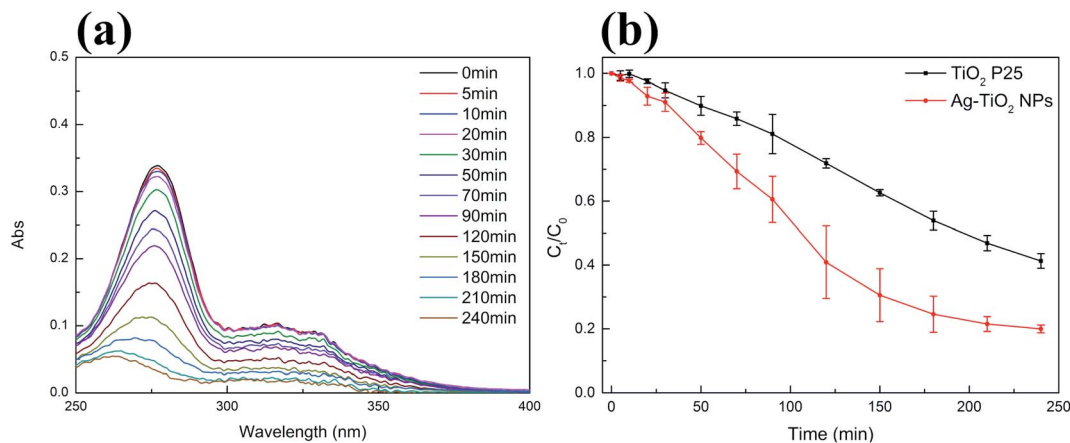 (a)
0.5
0.4
0.3
0.2
0.1
0.0
Abs
250
300
350
400
Wavelength (nm)
0min
5min
10min
20min
30min
50min
70min
90min
120min
150min
180min
210min
240min
(b)
1.0
0.8
0.6
0.4
0.2
0.0
Cₜ/C₀
0
50
100
150
200
250
Time (min)
TiO₂ P25
Ag-TiO₂ NPs